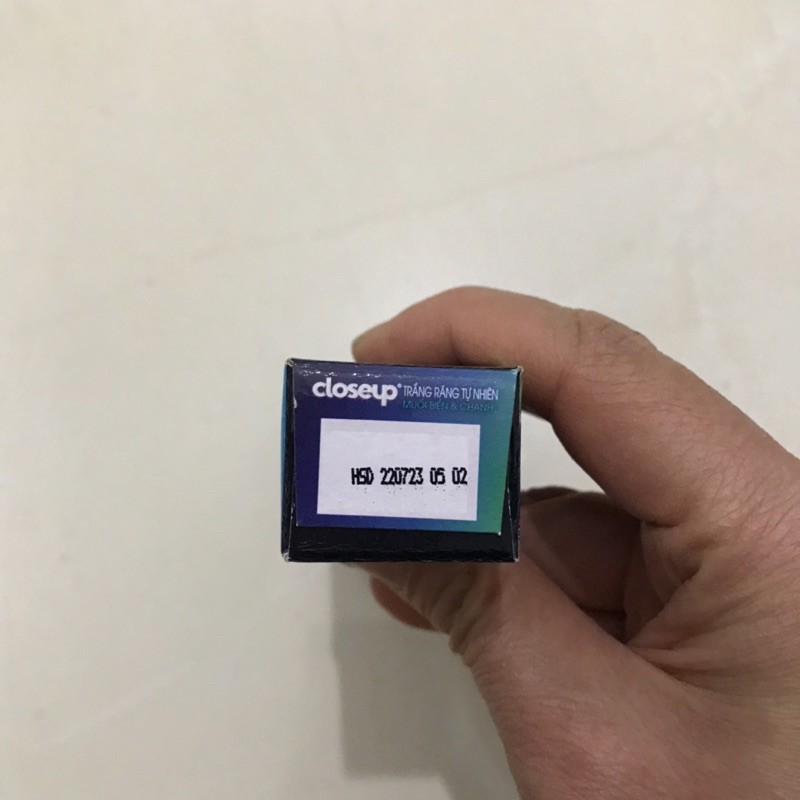 closeup® TRẮNG RĂNG TỰ NHIÊN
MUỐI BIỂN & CHANH
HSD 220723 05 02